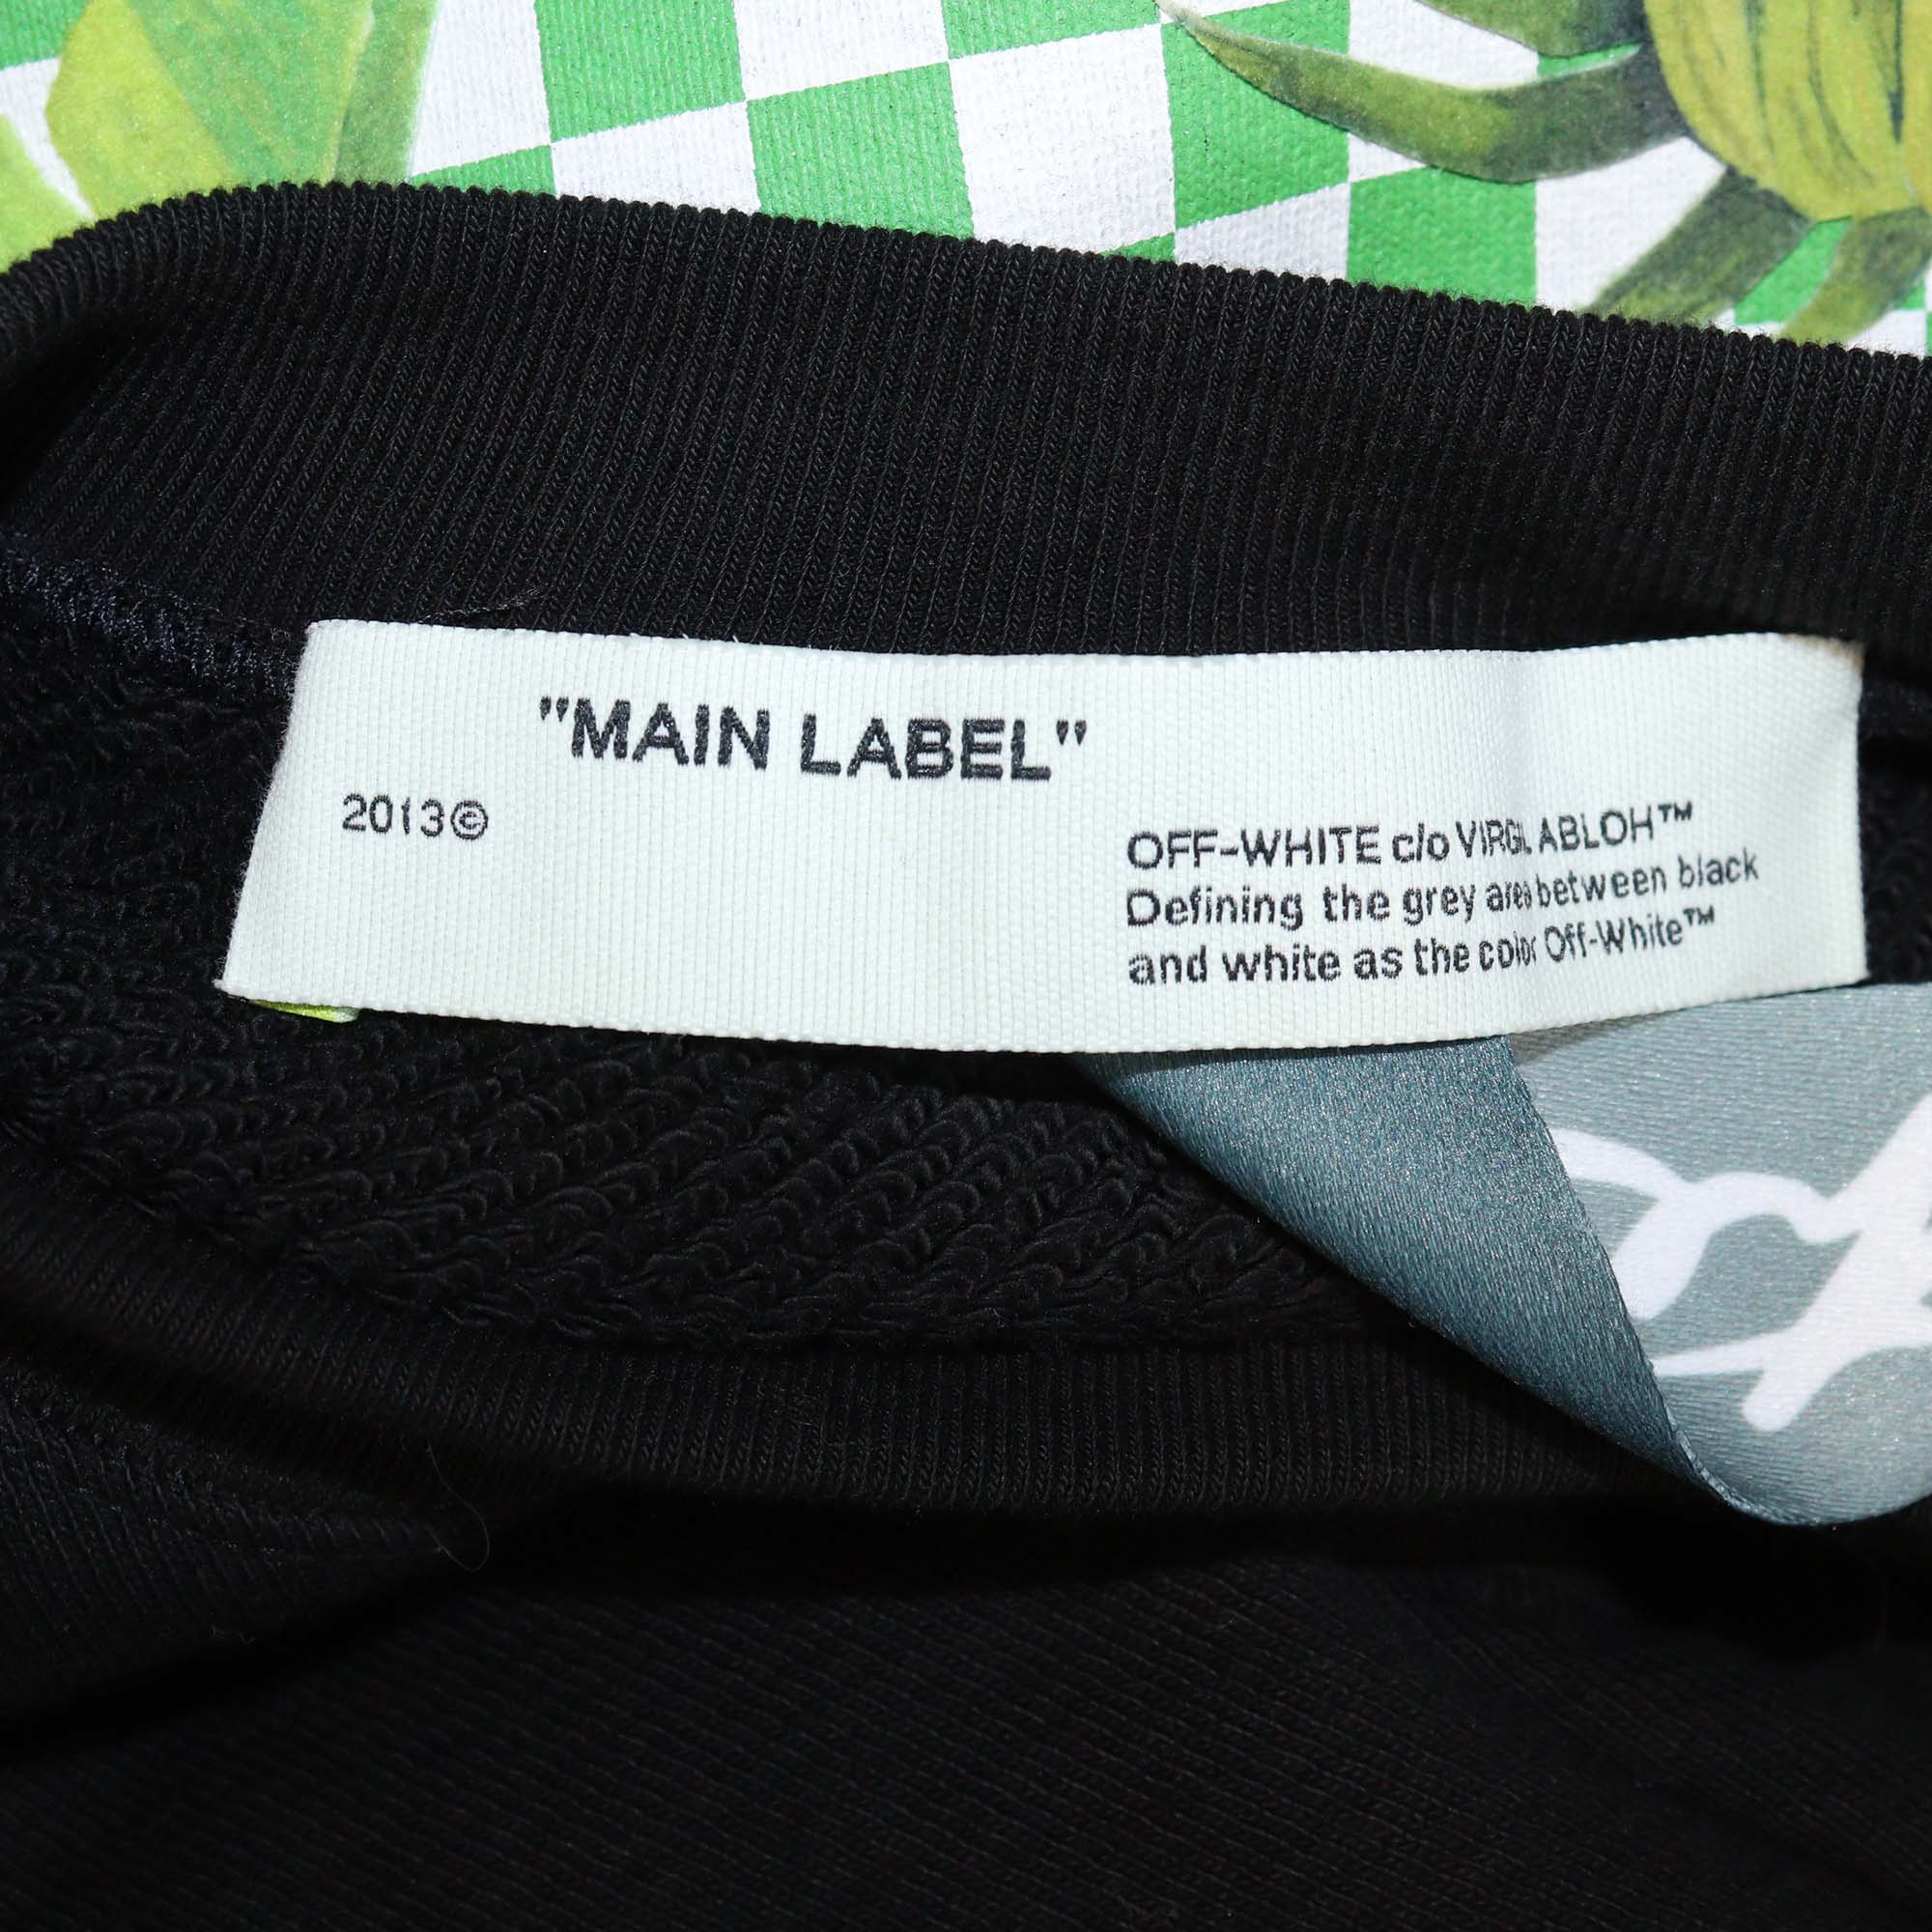 "MAIN LABEL"
2013©
OFF-WHITE c/o VIRGIL ABLOH™
Defining the grey area between black
and white as the color Off-White™